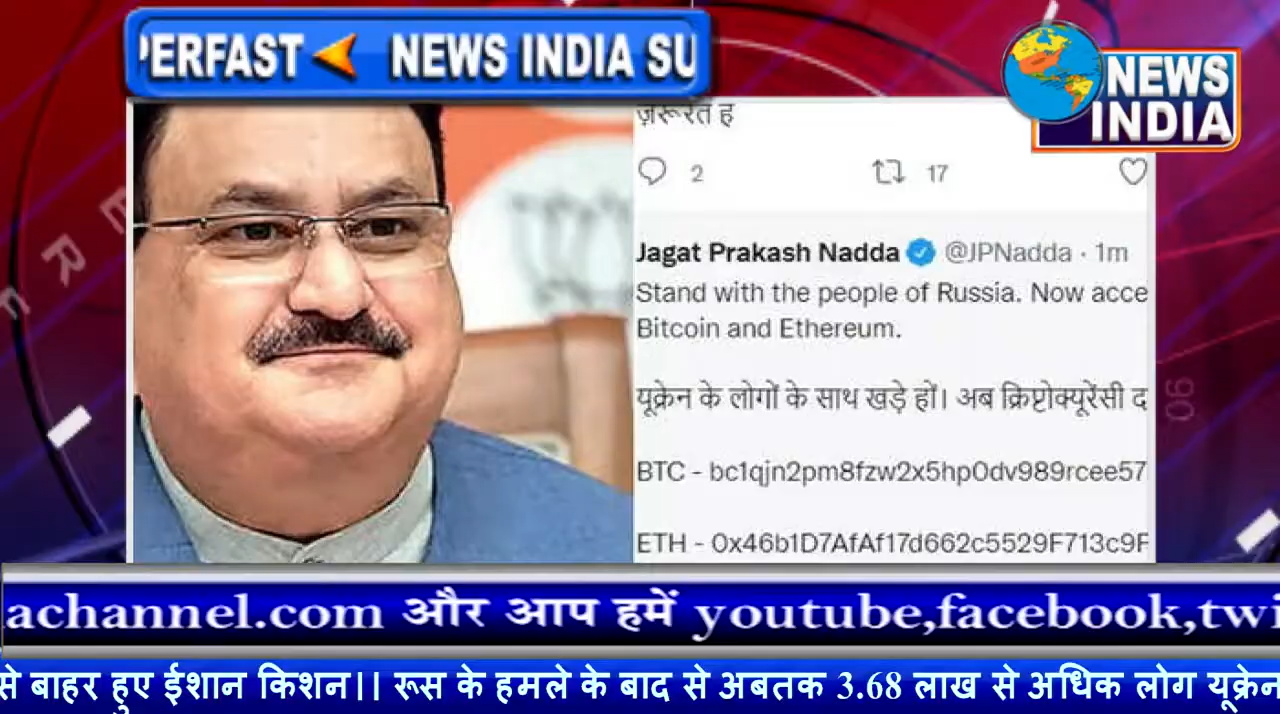 PERFAST NEWS INDIA SU
NEWS
INDIA
ज़रूरत ह
2 17
Jagat Prakash Nadda @JPNadda · 1m
Stand with the people of Russia. Now acce
Bitcoin and Ethereum.
यूक्रेन के लोगों के साथ खड़े हों। अब क्रिप्टोक्यूरेंसी द
BTC - bc1qjn2pm8fzw2x5hp0dv989rcee57
ETH - 0x46b1D7AfAf17d662c5529F713c9F
achannel.com और आप हमें youtube,facebook,twi
से बाहर हुए ईशान किशन।। रूस के हमले के बाद से अबतक 3.68 लाख से अधिक लोग यूक्रेन